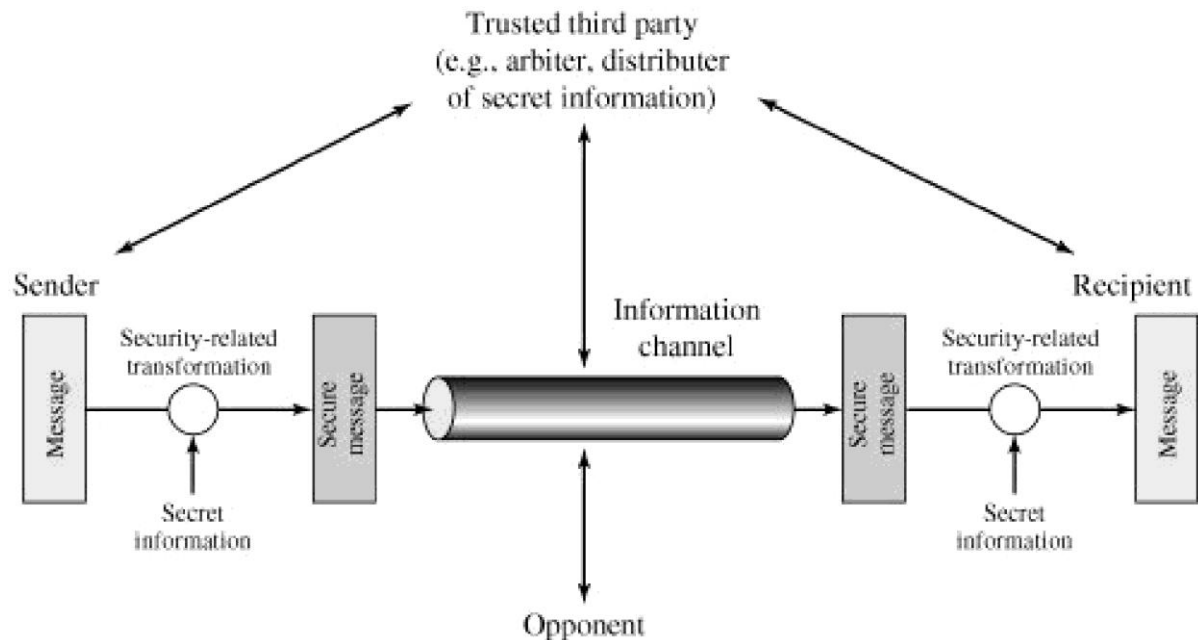 Trusted third party
(e.g., arbiter, distributer
of secret information)
Sender
Recipient
Information
channel
Security-related
transformation
Security-related
transformation
Message
Secure
message
Secure
message
Message
Secret
information
Secret
information
Opponent